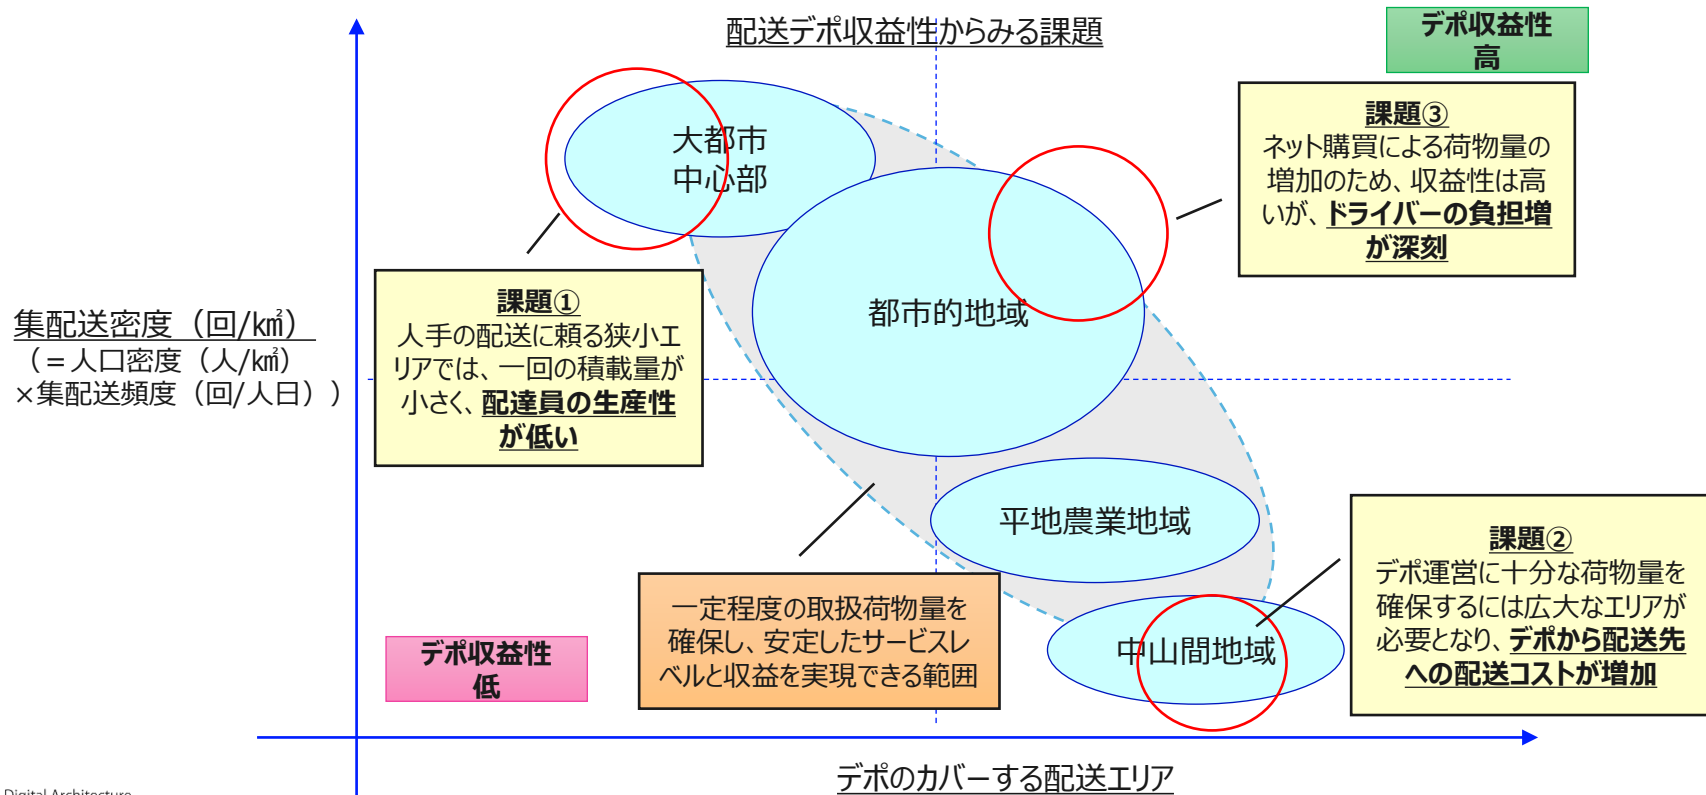 配送デポ収益性からみる課題
デポ収益性
高
課題③
ネット購買による荷物量の
増加のため、収益性は高
いが、ドライバーの負担増
が深刻
大都市
中心部
都市的地域
課題①
人手の配送に頼る狭小エ
リアでは、一回の積載量が
小さく、配達員の生産性
が低い
集配送密度（回/㎢）
（＝人口密度（人/㎢）
×集配送頻度（回/人日））
平地農業地域
課題②
デポ運営に十分な荷物量を
確保するには広大なエリアが
必要となり、デポから配送先
への配送コストが増加
一定程度の取扱荷物量を
確保し、安定したサービスレ
ベルと収益を実現できる範囲
中山間地域
デポ収益性
低
デポのカバーする配送エリア
Digital Architecture